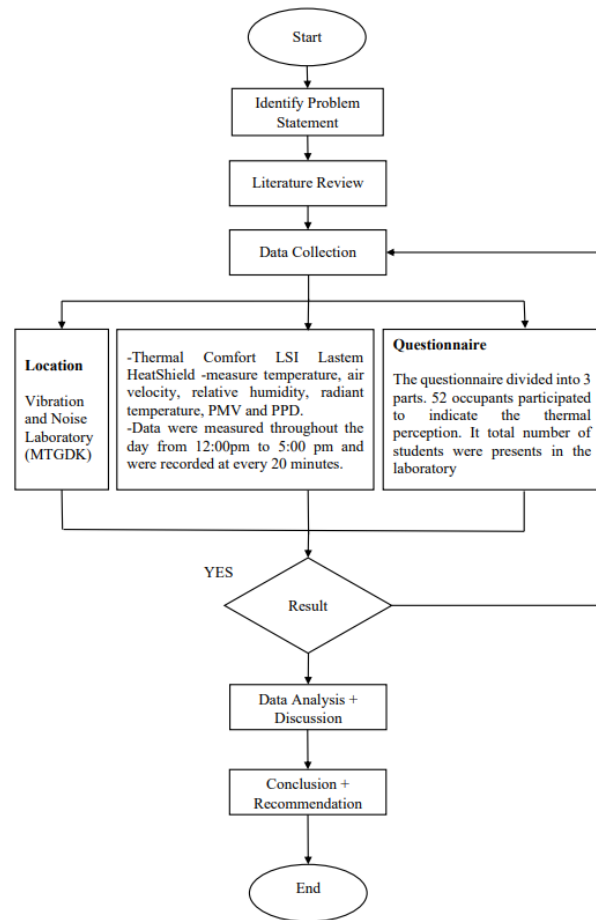 Start
Identify Problem
Statement
Literature Review
Data Collection
Location
Vibration
and Noise
Laboratory
(MTGDK)
-Thermal Comfort LSI Lastem
HeatShield -measure temperature, air
velocity, relative humidity, radiant
temperature, PMV and PPD.
-Data were measured throughout the
day from 12:00pm to 5:00 pm and
were recorded at every 20 minutes.
Questionnaire
The questionnaire divided into 3
parts. 52 occupants participated
to indicate the thermal
perception. It total number of
students were presents in the
laboratory
YES
Result
Data Analysis +
Discussion
Conclusion +
Recommendation
End